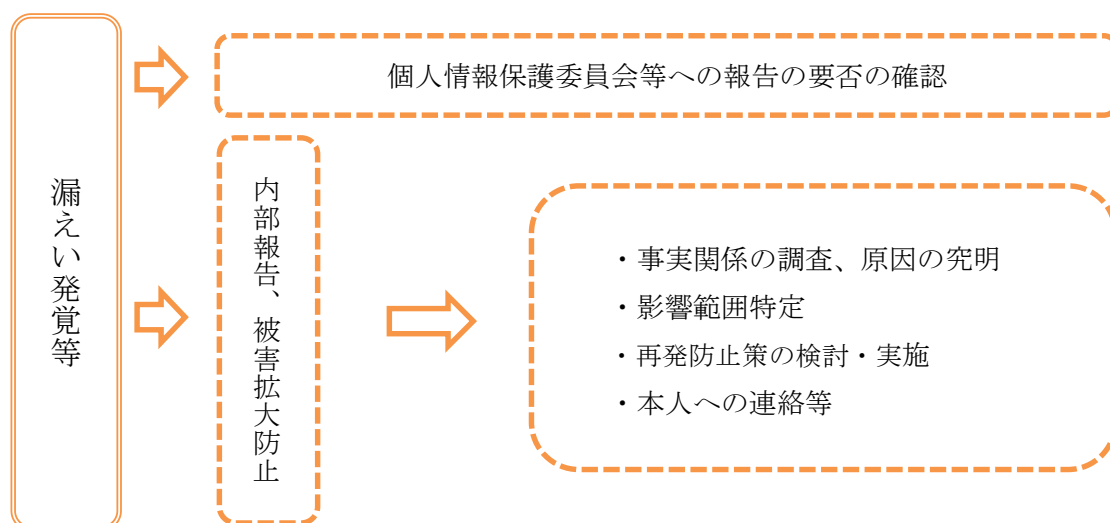 漏えい発覚等
個人情報保護委員会等への報告の要否の確認
内部報告、被害拡大防止
・事実関係の調査、原因の究明
・影響範囲特定
・再発防止策の検討・実施
・本人への連絡等